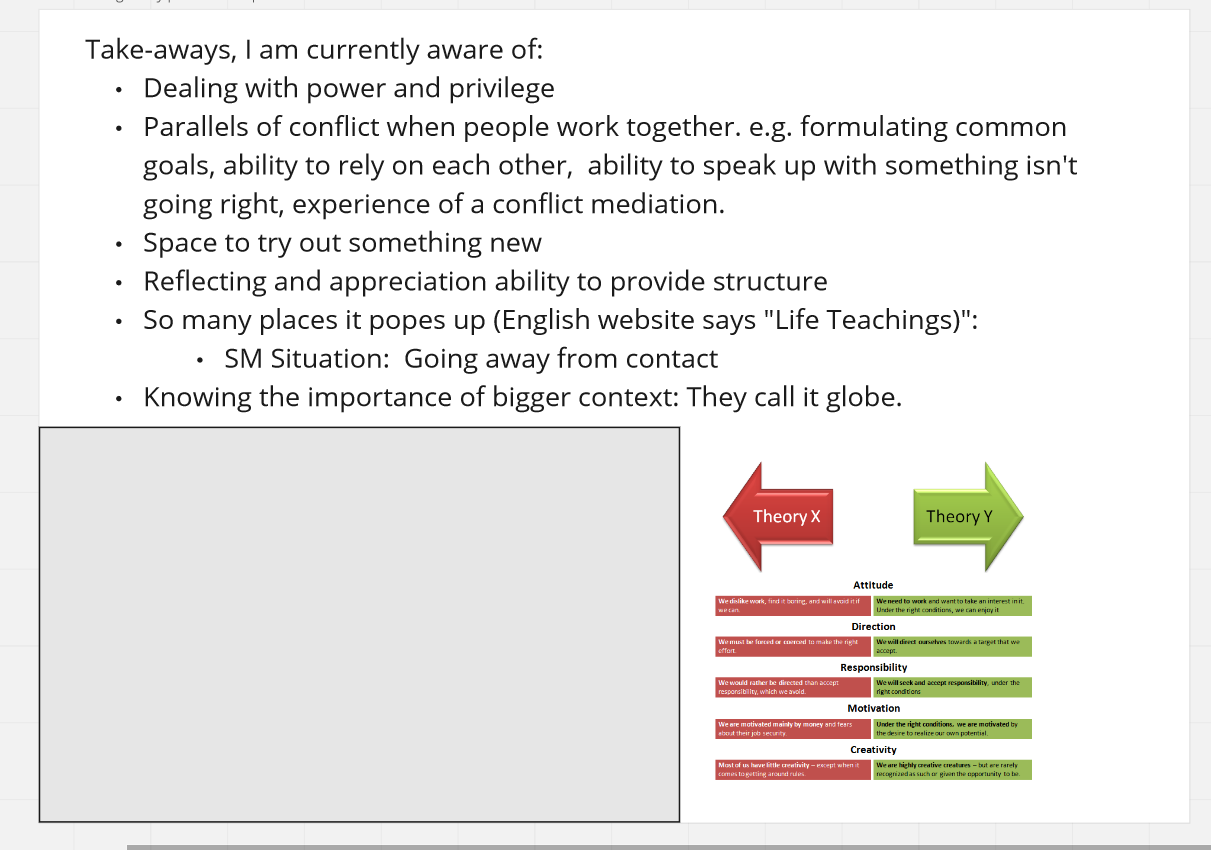 Take-aways, I am currently aware of:
• Dealing with power and privilege
• Parallels of conflict when people work together. e.g. formulating common
goals, ability to rely on each other,  ability to speak up with something isn't
going right, experience of a conflict mediation.
• Space to try out something new
• Reflecting and appreciation ability to provide structure
• So many places it popes up (English website says "Life Teachings)":
• SM Situation:  Going away from contact
• Knowing the importance of bigger context: They call it globe.
Theory X
Theory Y
Attitude
We dislike work, find it boring, and will avoid it if
we can.
We need to work and want to take an interest in it.
Under the right conditions, we can enjoy it
Direction
We must be forced or coerced to make the right
effort.
We will direct ourselves towards a target that we
accept.
Responsibility
We would rather be directed than accept
responsibility, which we avoid.
We will seek and accept responsibility, under the
right conditions
Motivation
We are motivated mainly by money and fears
about their job security.
Under the right conditions, we are motivated by
the desire to realize our own potential.
Creativity
Most of us have little creativity – except when it
comes to getting around rules.
We are highly creative creatures – but are rarely
recognized as such or given the opportunity to be.